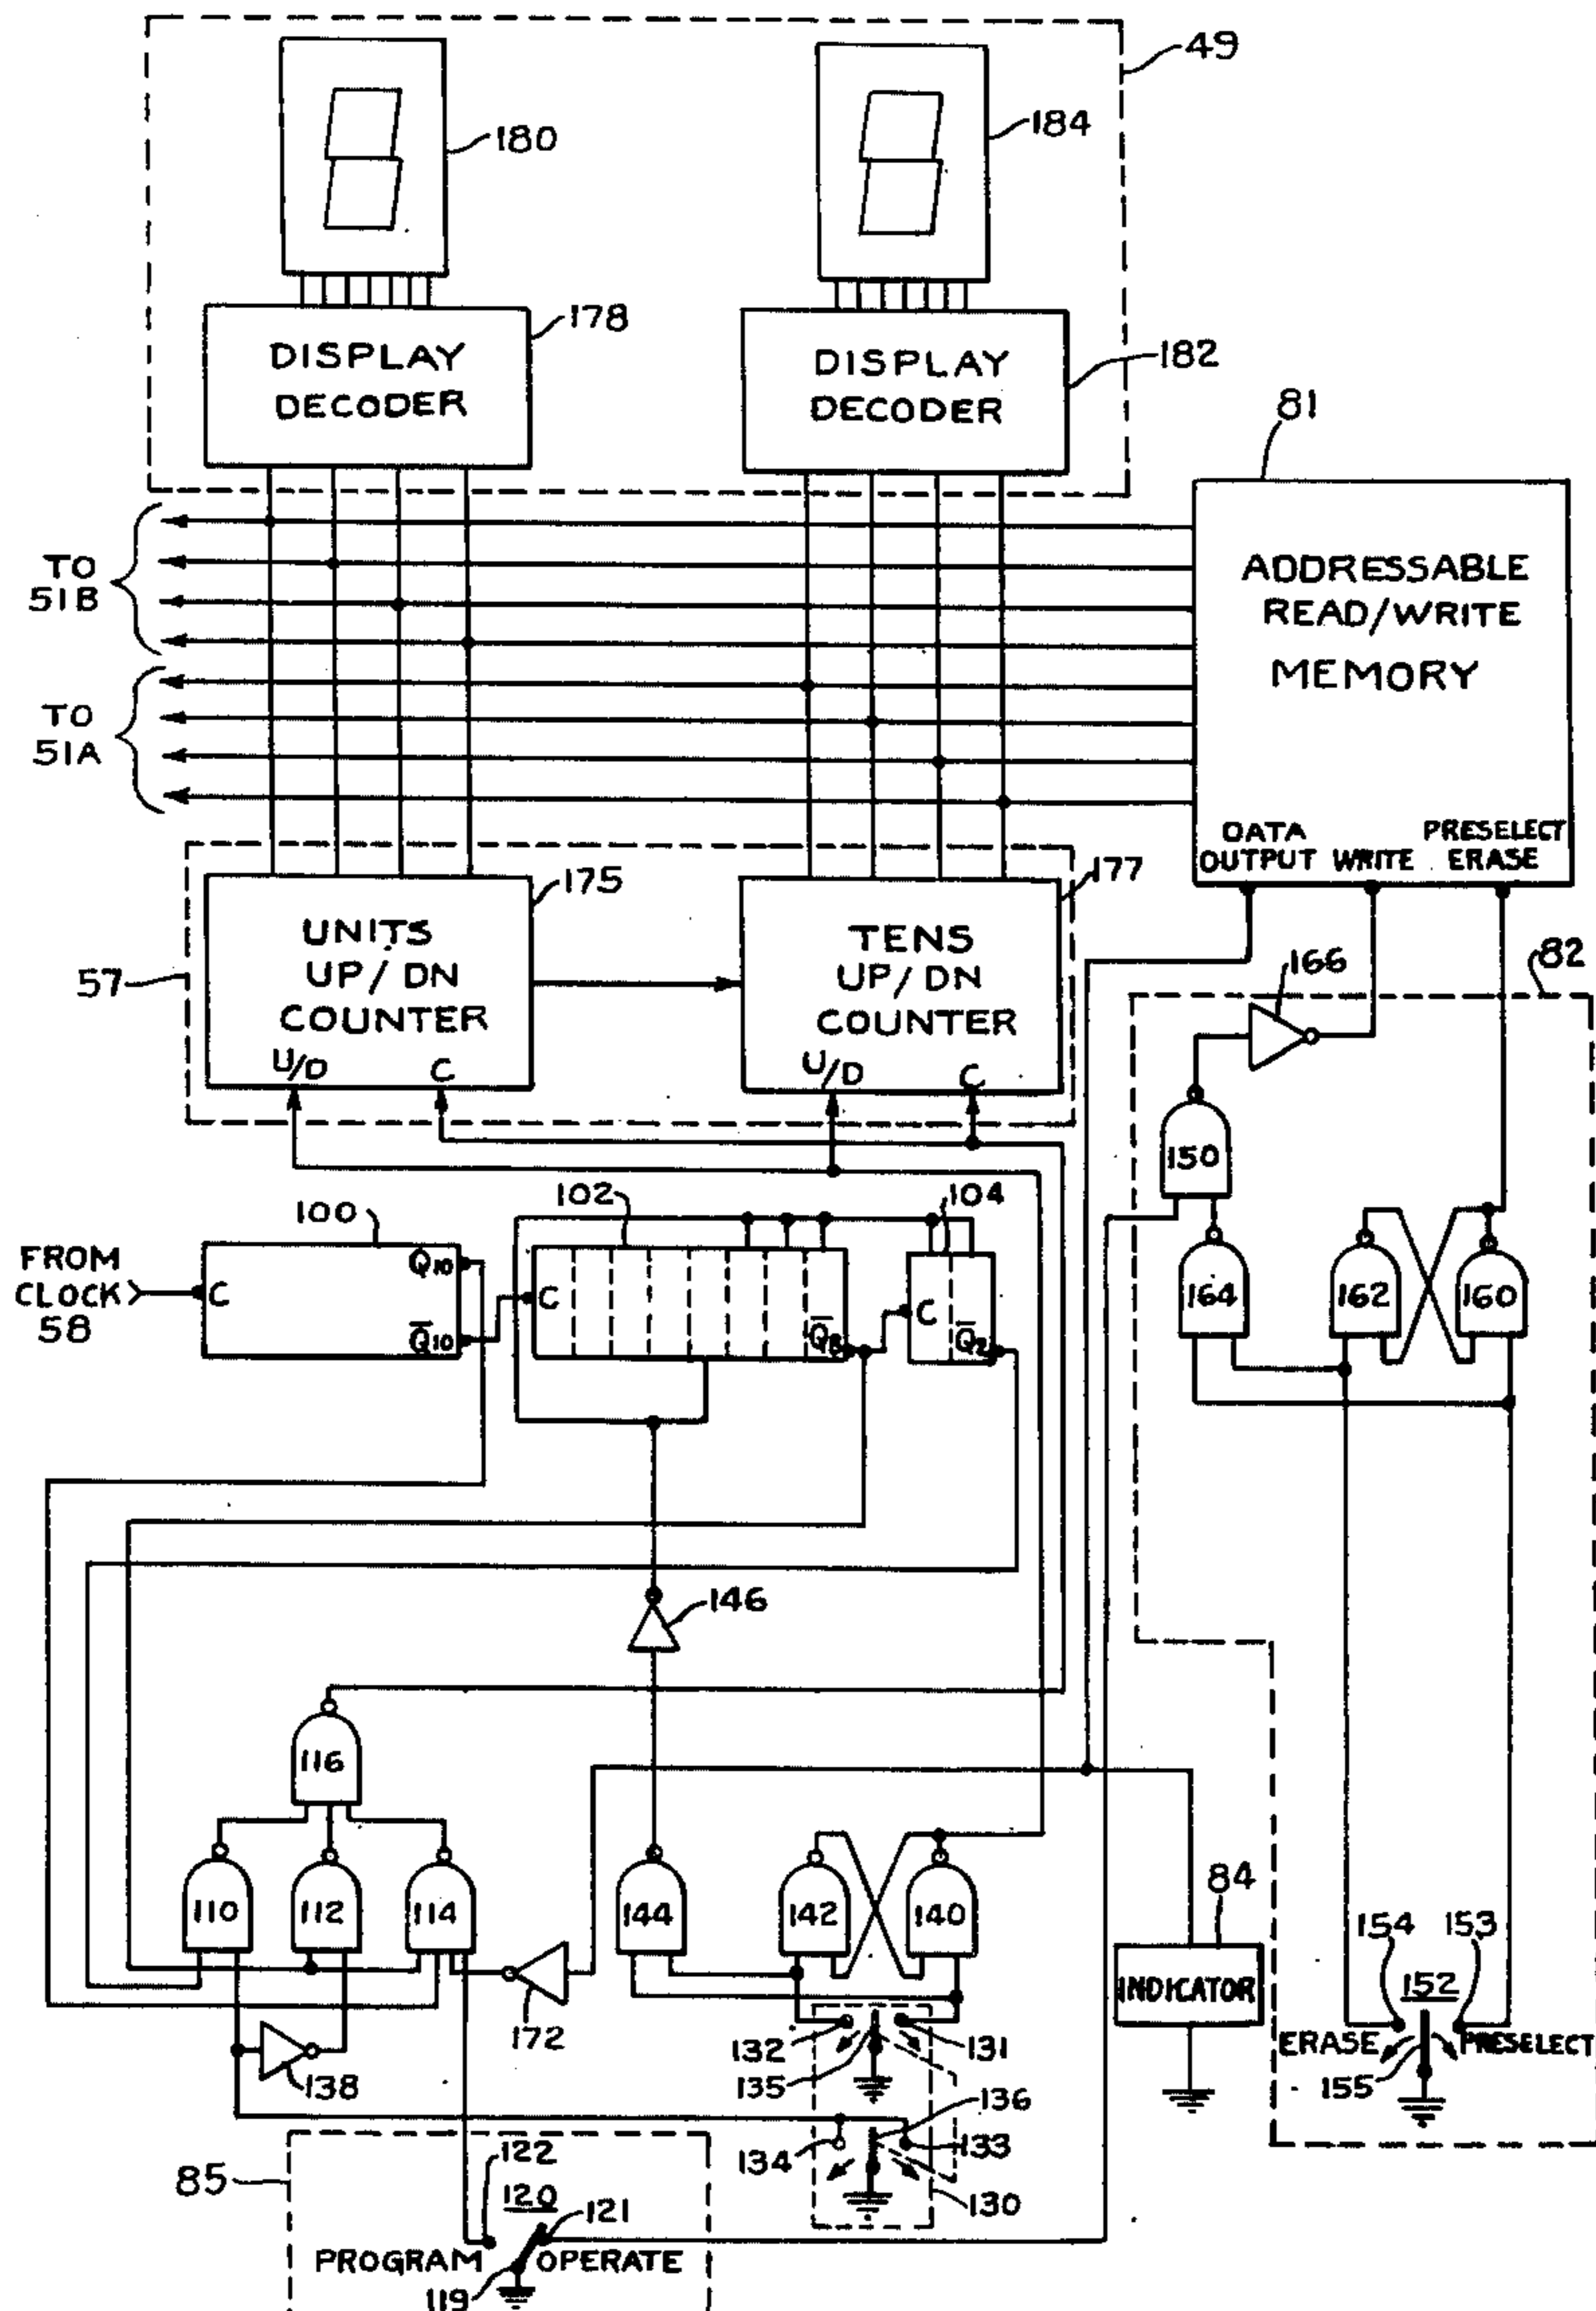 49
180
184
178
DISPLAY
DECODER
DISPLAY
DECODER
182
81
TO
51B
ADDRESSABLE
READ/WRITE
MEMORY
TO
51A
DATA
OUTPUT
WRITE
PRESELECT
ERASE
175
177
UNITS
UP/DN
COUNTER
TENS
UP/DN
COUNTER
57
166
82
U/D
C
U/D
C
150
100
102
104
FROM
CLOCK
58
C
Q10
Q̅10
C
Q̅8
C
Q̅2
164
162
160
146
116
110
112
114
144
142
140
84
172
INDICATOR
154
153
152
ERASE
PRESELECT
155
132
131
135
138
136
134
133
130
85
122
120
121
PROGRAM
OPERATE
119